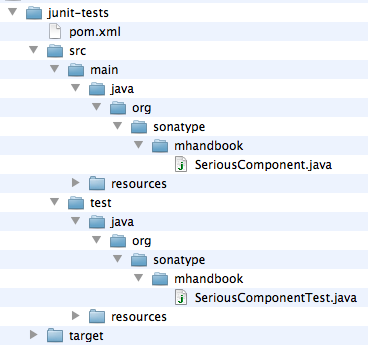 junit-tests
pom.xml
src
main
java
org
sonatype
mhandbook
SeriousComponent.java
resources
test
java
org
sonatype
mhandbook
SeriousComponentTest.java
resources
target